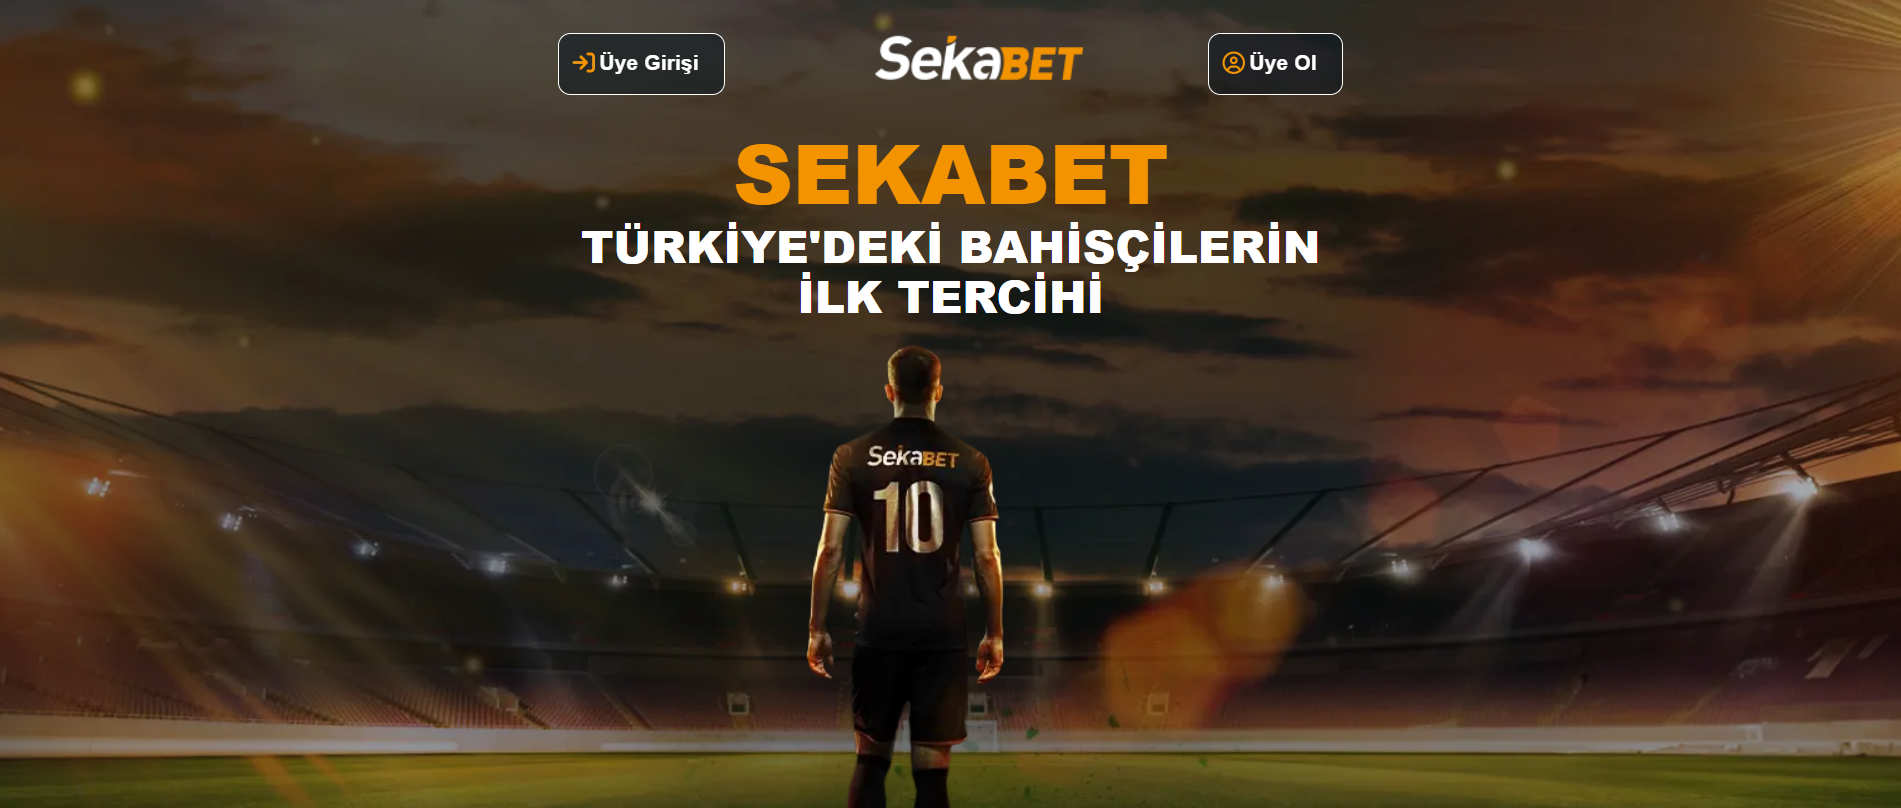 Üye Girişi
SekaBET
Üye Ol
SEKABET
TÜRKİYE'DEKİ BAHİSÇİLERİN
İLK TERCİHİ
SekaBET
10